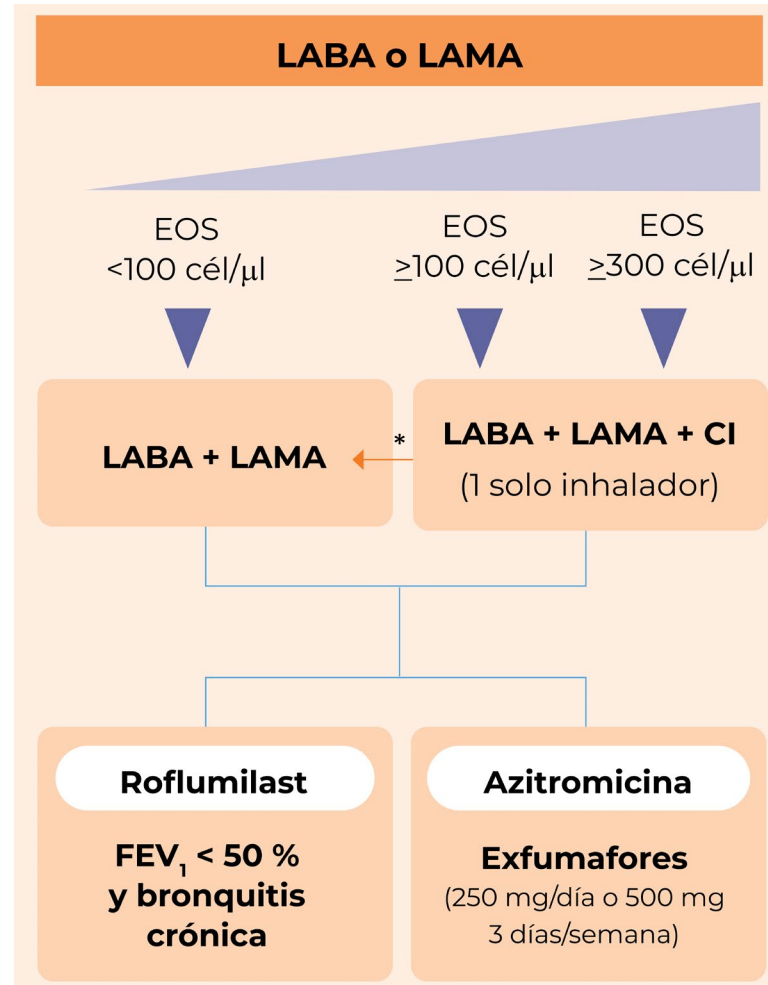 LABA o LAMA
EOS
<100 cél/μl
EOS
≥100 cél/μl
EOS
≥300 cél/μl
LABA + LAMA
*
LABA + LAMA + CI
(1 solo inhalador)
Roflumilast
FEV₁ < 50 %
y bronquitis
crónica
Azitromicina
Exfumafores
(250 mg/día o 500 mg
3 días/semana)